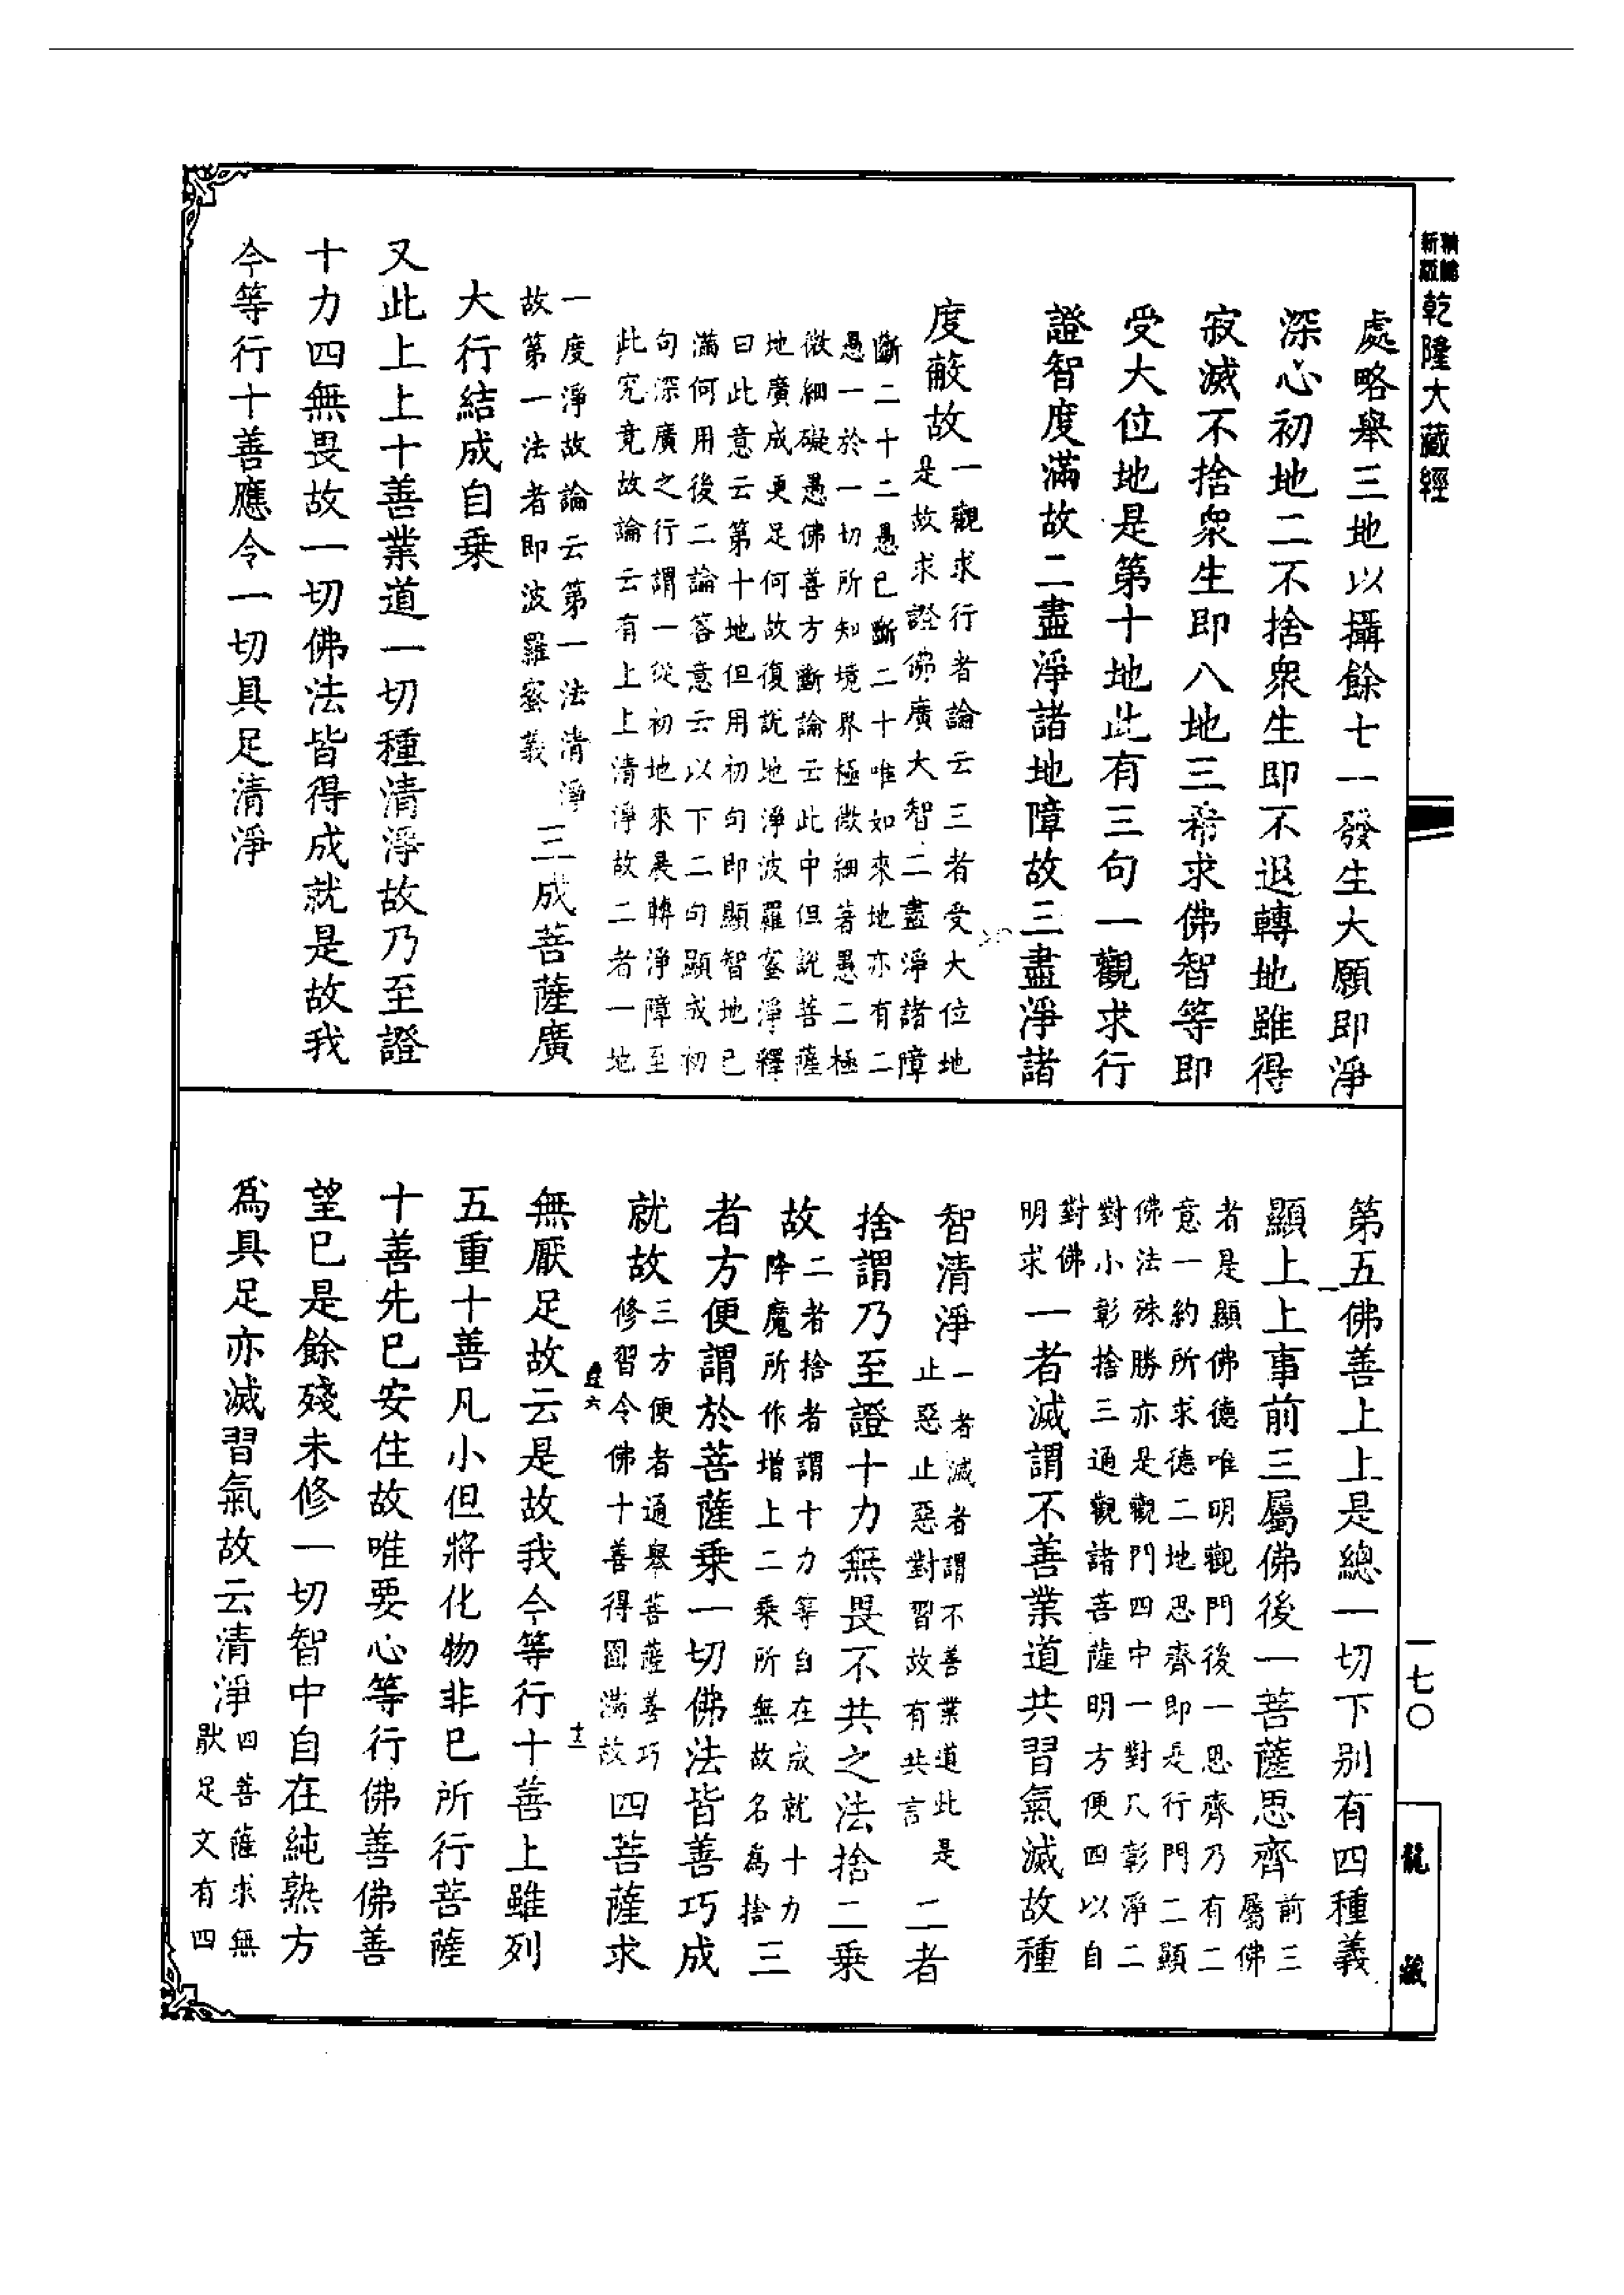 精縮
新版
乾隆大藏經
處略舉三地以攝餘七一發生大願即淨
深心初地二不捨衆生即不退轉地雖得
寂滅不捨衆生即八地三希求佛智等即
受大位地是第十地此有三句一觀求行
證智度滿故二盡淨諸地障故三盡淨諸
度蔽故
一觀求行者論云三者受大位地
是故求證佛廣大智二盡淨諸障
斷二十二愚已斷二十唯如來地亦有二
愚一於一切所知境界極微細著愚二極
微細礙愚佛善方斷論云此中但說菩薩
地廣成更足何故復說地淨波羅蜜淨釋
曰此意云第十地但用初句即顯智地已
滿何用後二論答意云以下二句顯成初
句深廣之行謂一從初地來展轉淨障至
此究竟故論云有上上清淨故二者一地
一度淨故論云第一法清淨
故第一法者即波羅蜜義
三成菩薩廣
大行結成自乗
又此上上十善業道一切種清淨故乃至證
十力四無畏故一切佛法皆得成就是故我
今等行十善應令一切具足清淨
第五佛善上上是總一切下別有四種義
顯上上事前三屬佛後一菩薩思齊
前三
屬佛
者是顯佛德唯明觀門後一思齊乃有二
意一約所求德二地思齊即是行門二顯
佛法殊勝亦是觀門四中一對凡彰淨二
對小彰捨三通觀諸菩薩明方便四以自
對佛
明求
一者滅謂不善業道共習氣滅故種
智清淨
一者滅者謂不善業道此是
止惡止惡對習故有共言
二者
捨謂乃至證十力無畏不共之法捨二乗
故
二者捨者謂十力等自在成就十力
降魔所作增上二乗所無故名為捨
三
者方便謂於菩薩乗一切佛法皆善巧成
就故
三方便者通舉菩薩善巧
修習令佛十善得圓滿故
四菩薩求
無厭足故云是故我今等行十善上雖列
五重十善凡小但將化物非已所行菩薩
十善先已安住故唯要心等行佛善佛善
望已是餘殘未修一切智中自在純熟方
為具足亦滅習氣故云清淨
四菩薩求無
猒足文有四
一七〇
龍藏